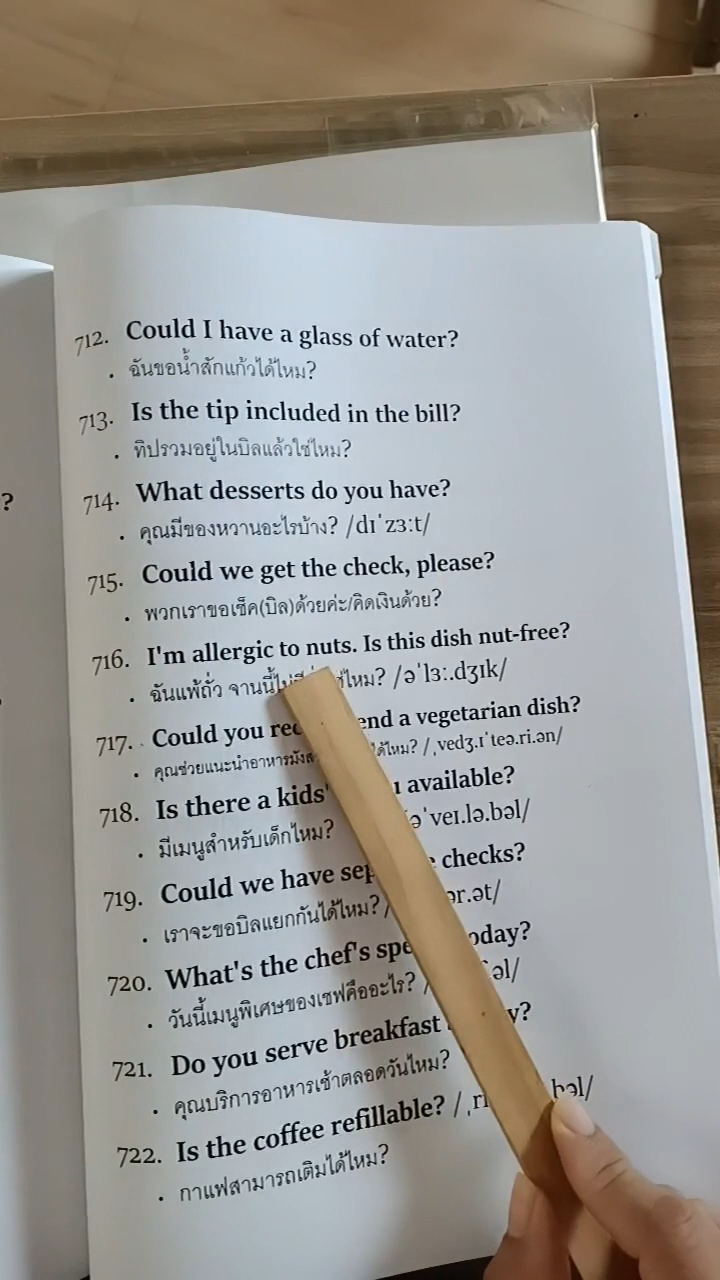 ?
712. Could I have a glass of water?
• ฉันขอน้ำสักแก้วได้ไหม?
713. Is the tip included in the bill?
• ทิปรวมอยู่ในบิลแล้วใช่ไหม?
714. What desserts do you have?
• คุณมีของหวานอะไรบ้าง? /dɪˈzɜːt/
715. Could we get the check, please?
• พวกเราขอเช็ค(บิล)ด้วยค่ะ/คิดเงินด้วย?
716. I'm allergic to nuts. Is this dish nut-free?
• ฉันแพ้ถั่ว จานนี้ไม่ ไหม? /əˈlɜː.dʒɪk/
717. Could you a vegetarian dish?
• คุณช่วยแนะนำอาหาร ได้ไหม? /ˌvedʒ.ɪˈteə.ri.ən/
718. Is there a kids' available?
• มีเมนูสำหรับเด็กไหม? əˈveɪ.lə.bəl/
719. Could we have checks?
• เราจะขอบิลแยกกันได้ไหม? / ər.ət/
720. What's the chef's today?
• วันนี้เมนูพิเศษของเชฟคืออะไร? / əl/
721. Do you serve breakfast
• คุณบริการอาหารเช้าตลอดวันไหม?
722. Is the coffee refillable? /ˌri bəl/
• กาแฟสามารถเติมได้ไหม?